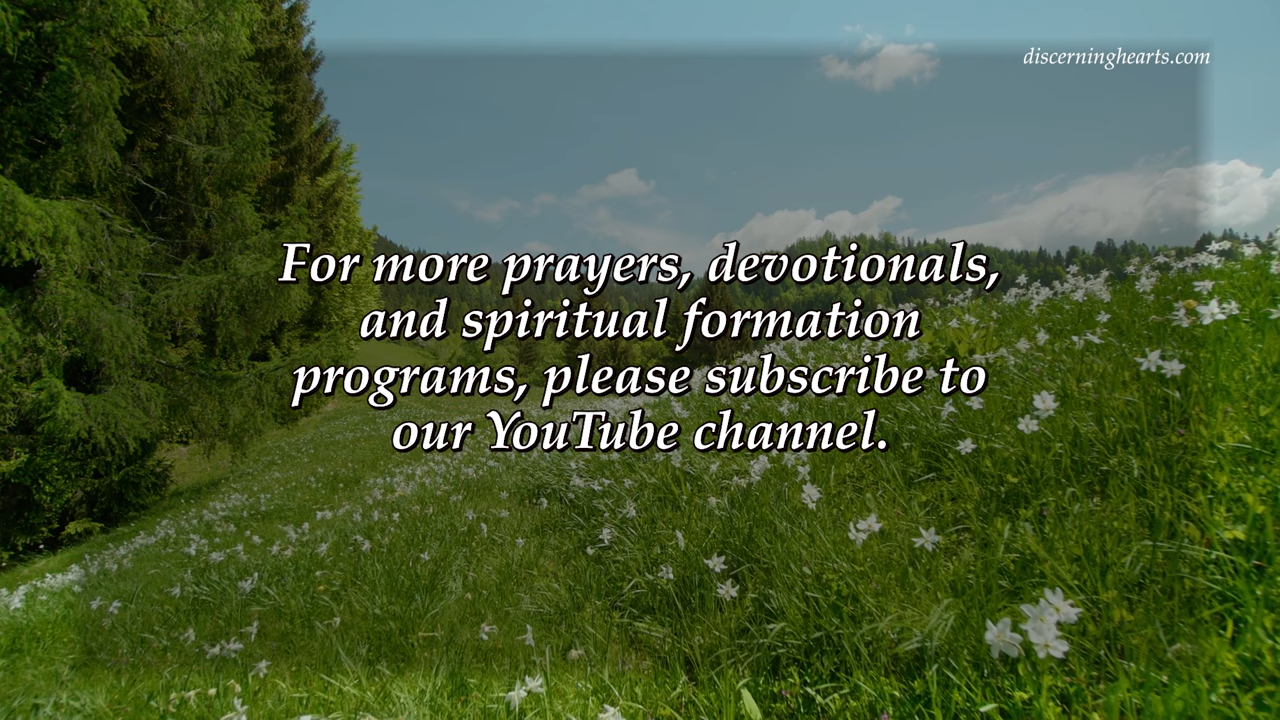 discerninghearts.com
For more prayers, devotionals,
and spiritual formation
programs, please subscribe to
our YouTube channel.